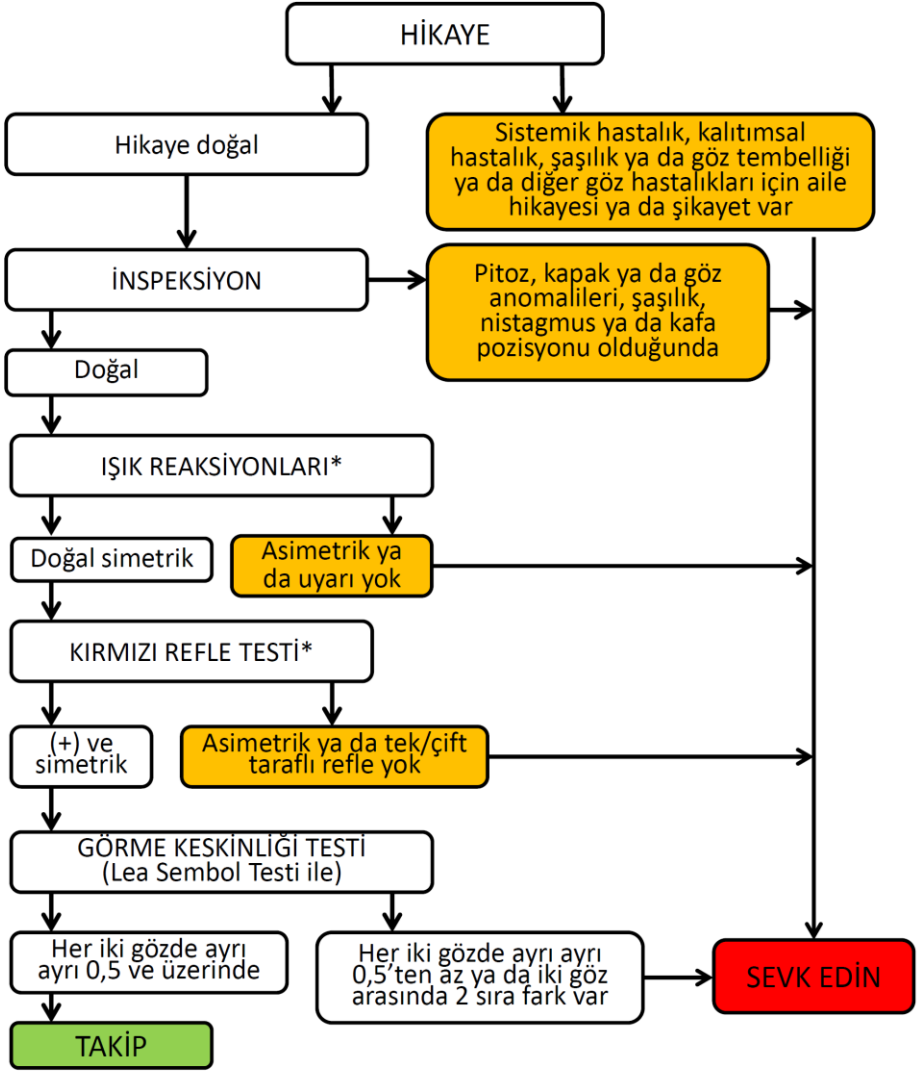 HİKAYE
Hikaye doğal
Sistemik hastalık, kalıtımsal
hastalık, şaşılık ya da göz tembelliği
ya da diğer göz hastalıkları için aile
hikayesi ya da şikayet var
İNSPEKSİYON
Pitoz, kapak ya da göz
anomalileri, şaşılık,
nistagmus ya da kafa
pozisyonu olduğunda
Doğal
IŞIK REAKSİYONLARI*
Doğal simetrik
Asimetrik ya
da uyarı yok
KIRMIZI REFLE TESTİ*
(+) ve
simetrik
Asimetrik ya da tek/çift
taraflı refle yok
GÖRME KESKİNLİĞİ TESTİ
(Lea Sembol Testi ile)
Her iki gözde ayrı
ayrı 0,5 ve üzerinde
Her iki gözde ayrı ayrı
0,5’ten az ya da iki göz
arasında 2 sıra fark var
SEVK EDİN
TAKİP